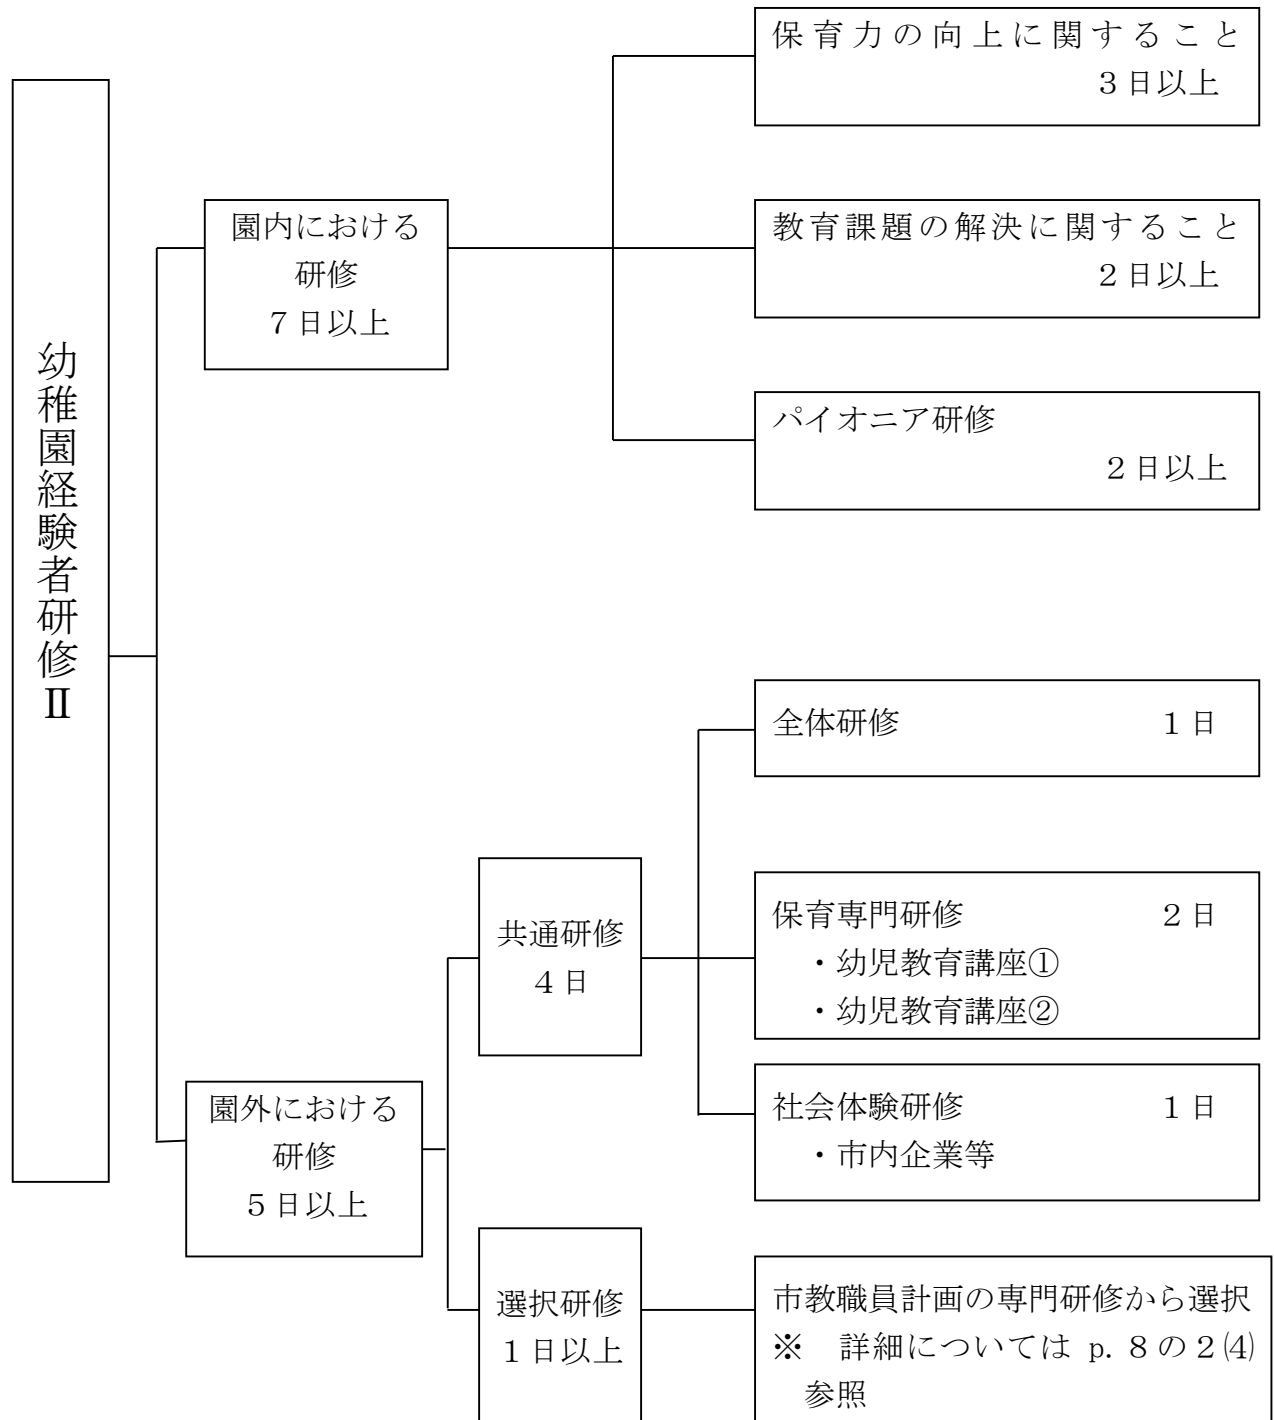 幼稚園経験者研修Ⅱ
園内における
研修
７日以上
保育力の向上に関すること
３日以上
教育課題の解決に関すること
２日以上
パイオニア研修
２日以上
園外における
研修
５日以上
共通研修
４日
全体研修　１日
保育専門研修　２日
・幼児教育講座①
・幼児教育講座②
社会体験研修　１日
・市内企業等
選択研修
１日以上
市教職員計画の専門研修から選択
※　詳細については p.８の２⑷
参照